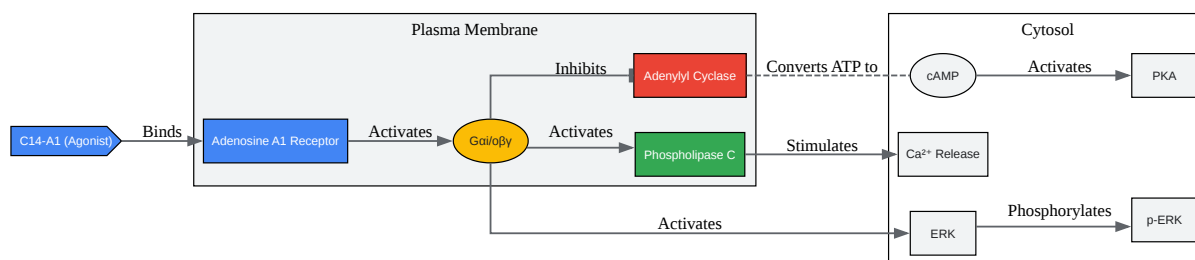 Plasma Membrane
Cytosol
Inhibits
Adenylyl Cyclase
Converts ATP to
cAMP
Activates
PKA
C14-A1 (Agonist)
Binds
Adenosine A1 Receptor
Activates
Gαi/oβγ
Activates
Phospholipase C
Stimulates
Ca²⁺ Release
Activates
ERK
Phosphorylates
p-ERK